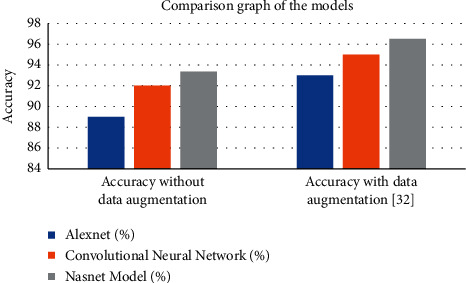 Comparison graph of the models
98
96
94
92
90
88
86
84
Accuracy
Accuracy without
data augmentation
Accuracy with data
augmentation [32]
Alexnet (%)
Convolutional Neural Network (%)
Nasnet Model (%)